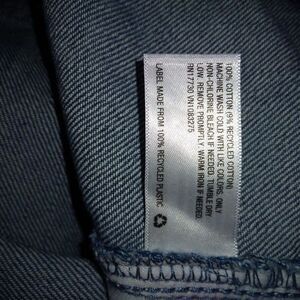 100% COTTON (9% RECYCLED COTTON)
MACHINE WASH COLD WITH LIKE COLORS, ONLY
NON-CHLORINE BLEACH IF NEEDED, TUMBLE DRY
LOW, REMOVE PROMPTLY, WARM IRON IF NEEDED.
RN17730 VN1083275
LABEL MADE FROM 100% RECYCLED PLASTIC